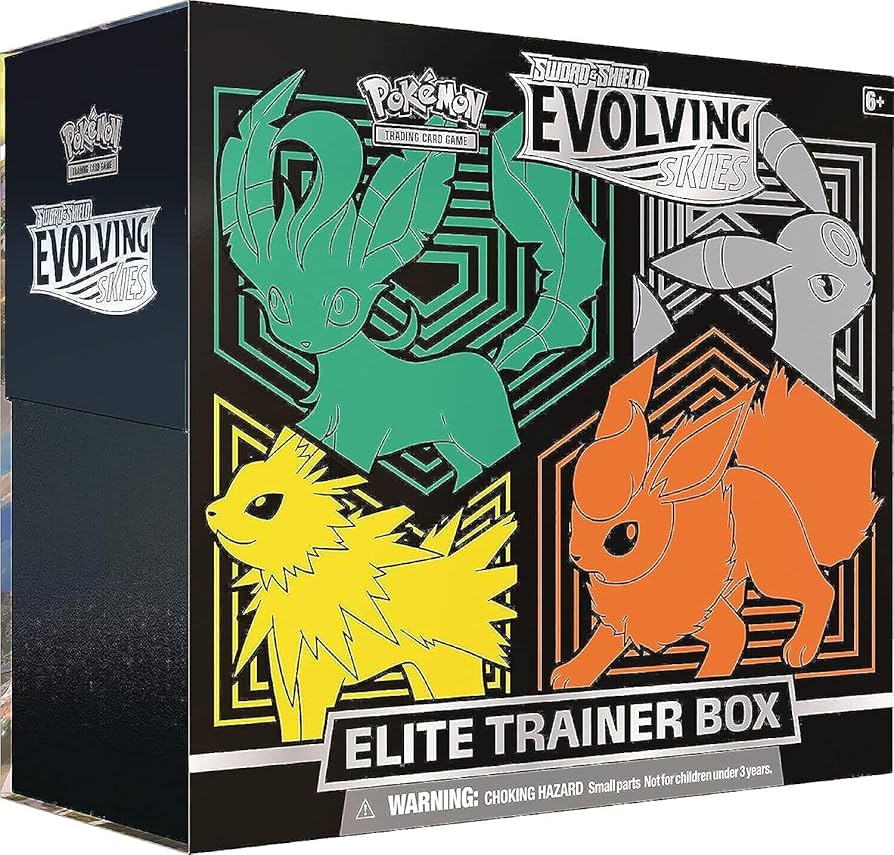 Pokémon
TRADING CARD GAME
SWORD & SHIELD
EVOLVING
SKIES
Pokémon
TRADING CARD GAME
SWORD & SHIELD
EVOLVING
SKIES
6+
ELITE TRAINER BOX
WARNING: CHOKING HAZARD Small parts Not for children under 3 years.